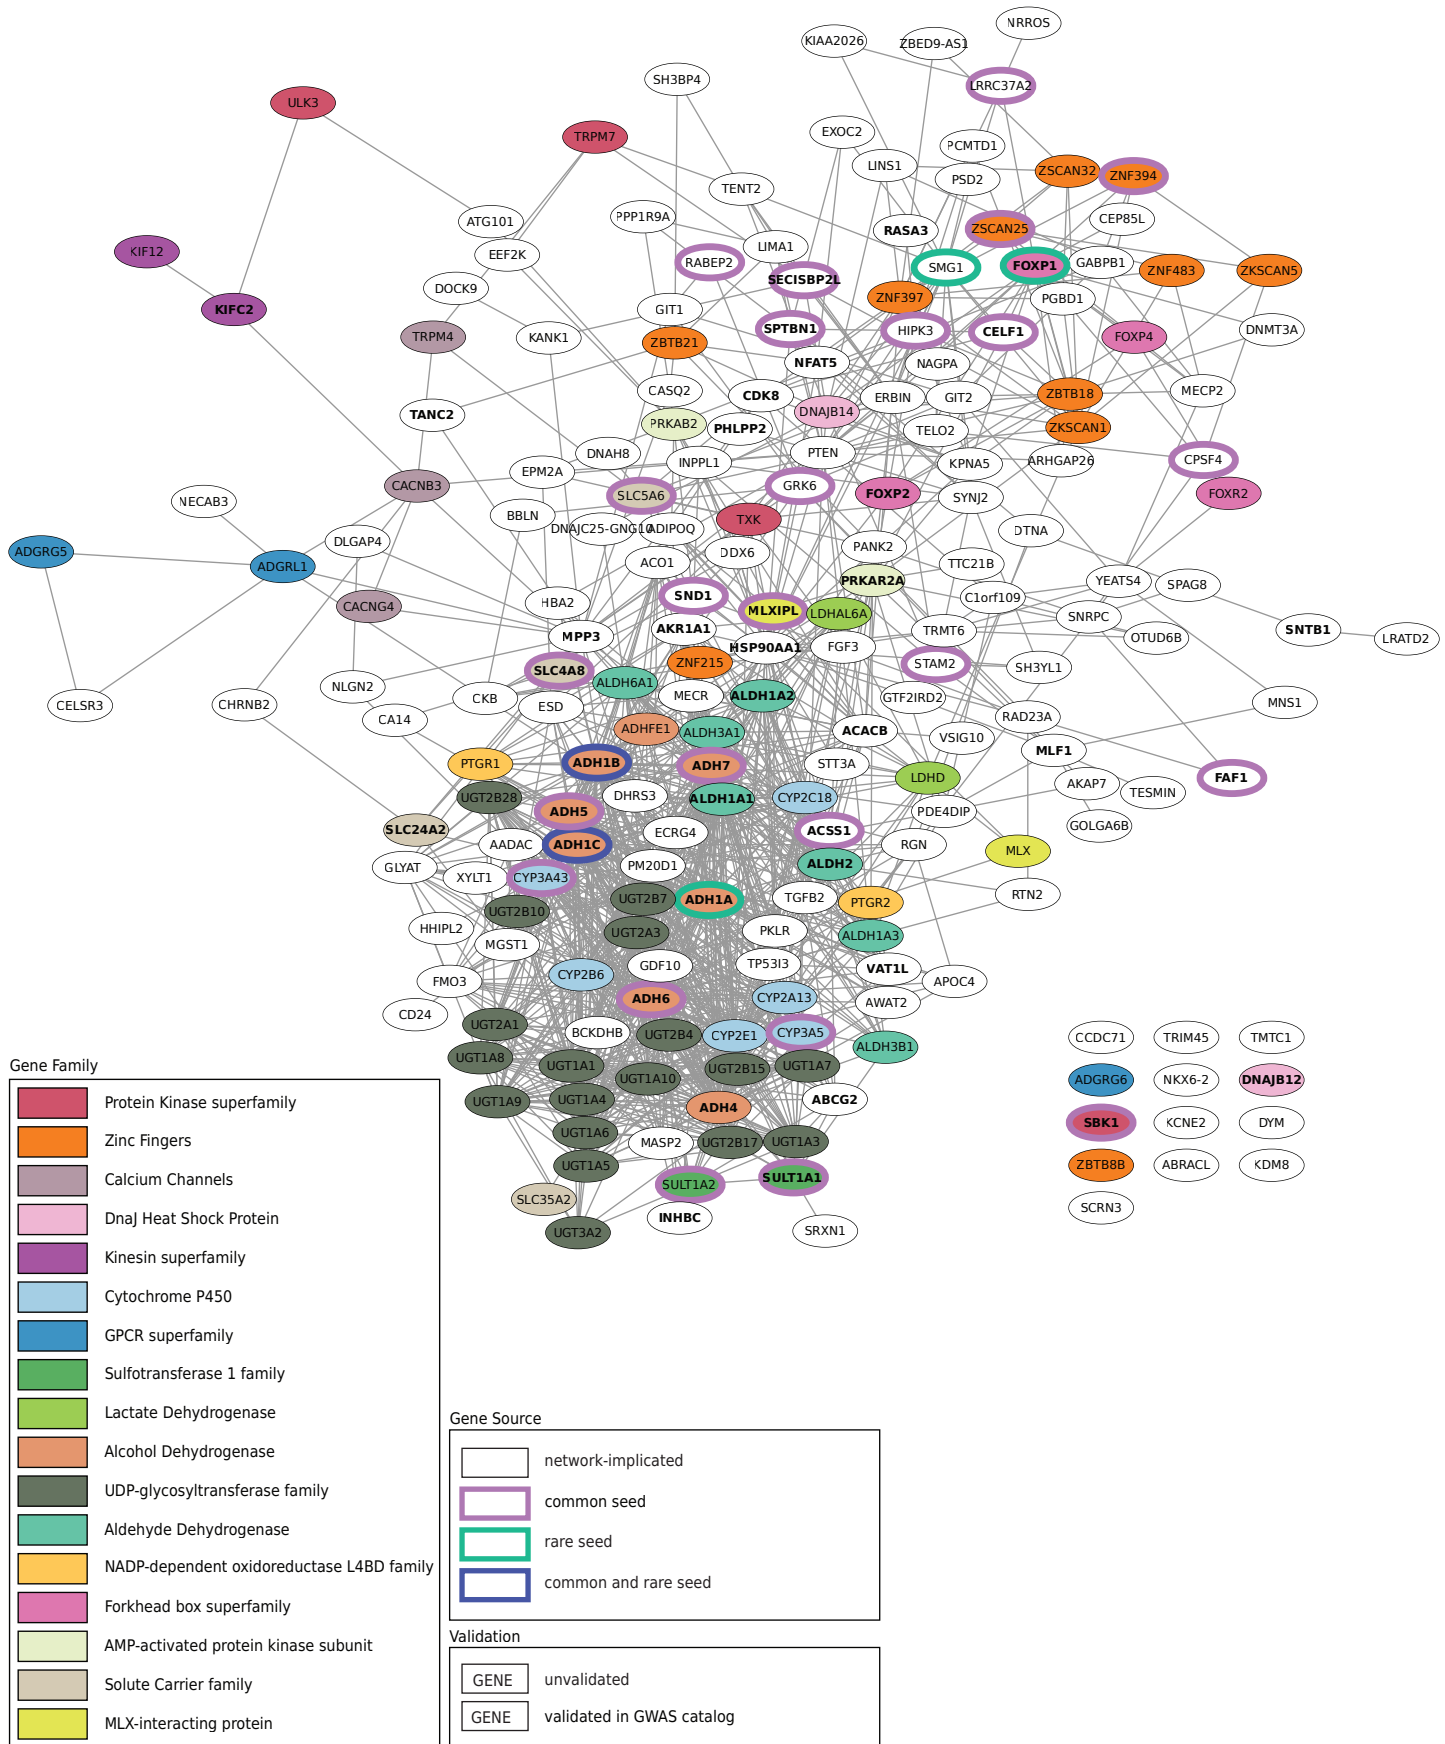 NRROS
KIAA2026
ZBED9-AS1
SH3BP4
LRRC37A2
ULK3
TRPM7
EXOC2
PCMTD1
LINS1
ZSCAN32
ZNF394
PSD2
TENT2
ATG101
PPP1R9A
CEP85L
RASA3
ZSCAN25
KIF12
EEF2K
LIMA1
RABEP2
SMG1
FOXP1
GABPB1
ZNF483
ZKSCAN5
SECISBP2L
DOCK9
ZNF397
PGBD1
KIFC2
GIT1
SPTBN1
HIPK3
CELF1
DNMT3A
TRPM4
KANK1
ZBTB21
FOXP4
NFAT5
NAGPA
CASQ2
CDK8
ERBIN
GIT2
ZBTB18
MECP2
TANC2
PRKAB2
DNAJB14
PHLPP2
TELO2
ZKSCAN1
DNAH8
PTEN
INPPL1
KPNA5
ARHGAP26
CPSF4
EPM2A
CACNB3
SLC5A6
GRK6
FOXP2
SYNJ2
FOXR2
NECAB3
BBLN
DNAJC25-GNG10
ADIPOQ
TXK
DTNA
DLGAP4
ADGRG5
ADGRL1
ACO1
DDX6
PANK2
TTC21B
PRKAR2A
YEATS4
SPAG8
CACNG4
HBA2
SND1
MLXIPL
LDHAL6A
C1orf109
SNRPC
MPP3
AKR1A1
HSP90AA1
FGF3
TRMT6
OTUD6B
SNTB1
LRATD2
SLC4A8
ALDH6A1
ZNF215
STAM2
SH3YL1
NLGN2
CKB
MECR
ALDH1A2
GTF2IRD2
CELSR3
CHRNB2
CA14
ESD
RAD23A
MNS1
ADHFE1
ALDH3A1
ACACB
VSIG10
MLF1
PTGR1
ADH1B
ADH7
STT3A
LDHD
FAF1
UGT2B28
DHRS3
ALDH1A1
CYP2C18
AKAP7
TESMIN
ADH5
PDE4DIP
SLC24A2
ECRG4
ACSS1
GOLGA6B
AADAC
ADH1C
RGN
MLX
GLYAT
PM20D1
ALDH2
XYLT1
CYP3A43
UGT2B7
ADH1A
TGFB2
PTGR2
RTN2
UGT2B10
HHIPL2
UGT2A3
PKLR
ALDH1A3
MGST1
GDF10
TP53I3
VAT1L
FMO3
CYP2B6
APOC4
ADH6
CYP2A13
AWAT2
CD24
UGT2A1
BCKDHB
UGT2B4
CYP2E1
CYP3A5
ALDH3B1
UGT1A8
UGT1A1
UGT2B15
UGT1A7
UGT1A10
UGT1A9
UGT1A4
ADH4
ABCG2
UGT1A6
MASP2
UGT2B17
UGT1A3
UGT1A5
SULT1A2
SULT1A1
SLC35A2
INHBC
UGT3A2
SRXN1
CCDC71
TRIM45
TMTC1
ADGRG6
NKX6-2
DNAJB12
SBK1
KCNE2
DYM
ZBTB8B
ABRACL
KDM8
SCRN3
Gene Family
Protein Kinase superfamily
Zinc Fingers
Calcium Channels
DnaJ Heat Shock Protein
Kinesin superfamily
Cytochrome P450
GPCR superfamily
Sulfotransferase 1 family
Lactate Dehydrogenase
Alcohol Dehydrogenase
UDP-glycosyltransferase family
Aldehyde Dehydrogenase
NADP-dependent oxidoreductase L4BD family
Forkhead box superfamily
AMP-activated protein kinase subunit
Solute Carrier family
MLX-interacting protein
Gene Source
network-implicated
common seed
rare seed
common and rare seed
Validation
GENE unvalidated
GENE validated in GWAS catalog